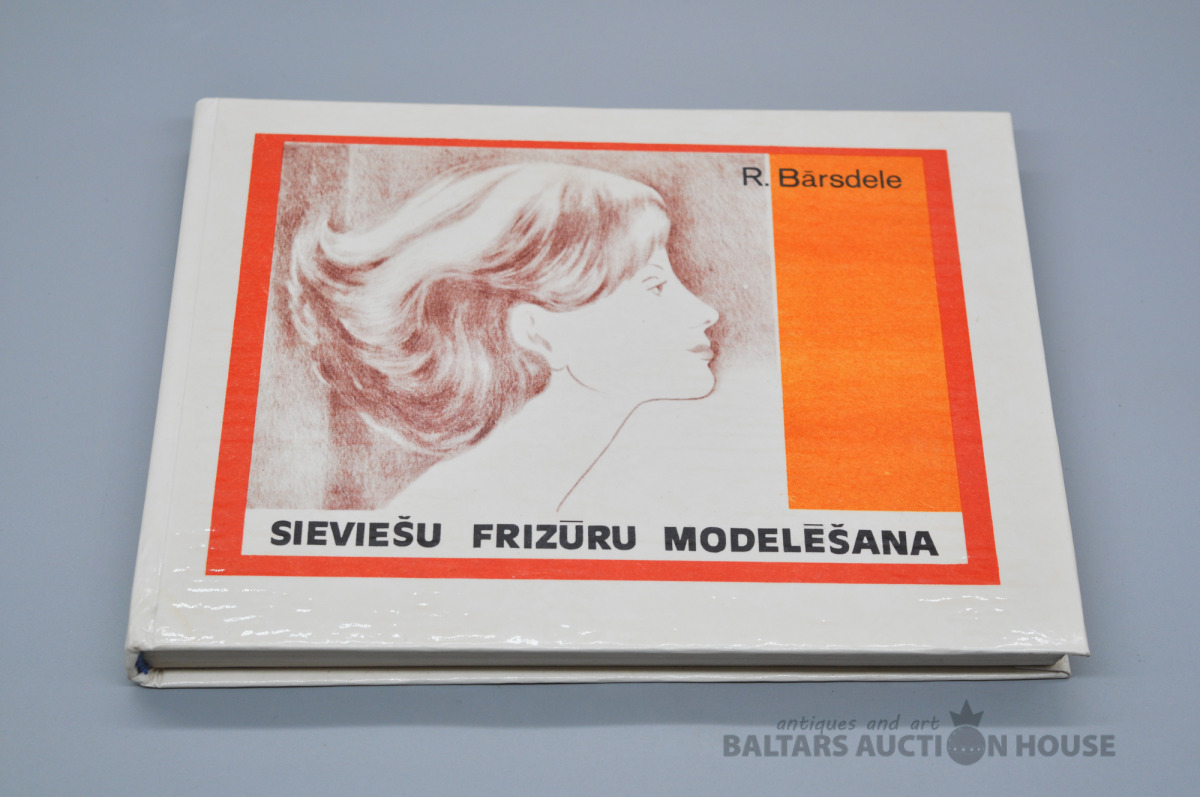 R. Bārsdele
SIEVIEŠU FRIZŪRU MODELĒŠANA
antiques and art
BALTARS AUCTION HOUSE